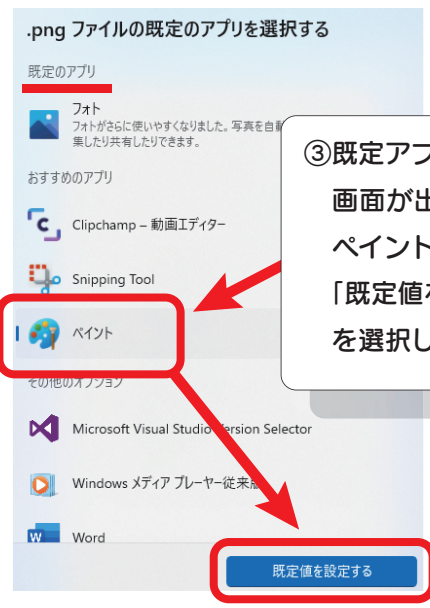 .png ファイルの既定のアプリを選択する
既定のアプリ
フォト
フォトがさらに使いやすくなりました。写真を自動
集したり共有したりできます。
おすすめのアプリ
Clipchamp – 動画エディター
Snipping Tool
ペイント
その他のオプション
Microsoft Visual Studio Version Selector
Windows メディア プレーヤー従来版
Word
既定値を設定する
③既定アプ
画面が出
ペイント
「既定値を
を選択し